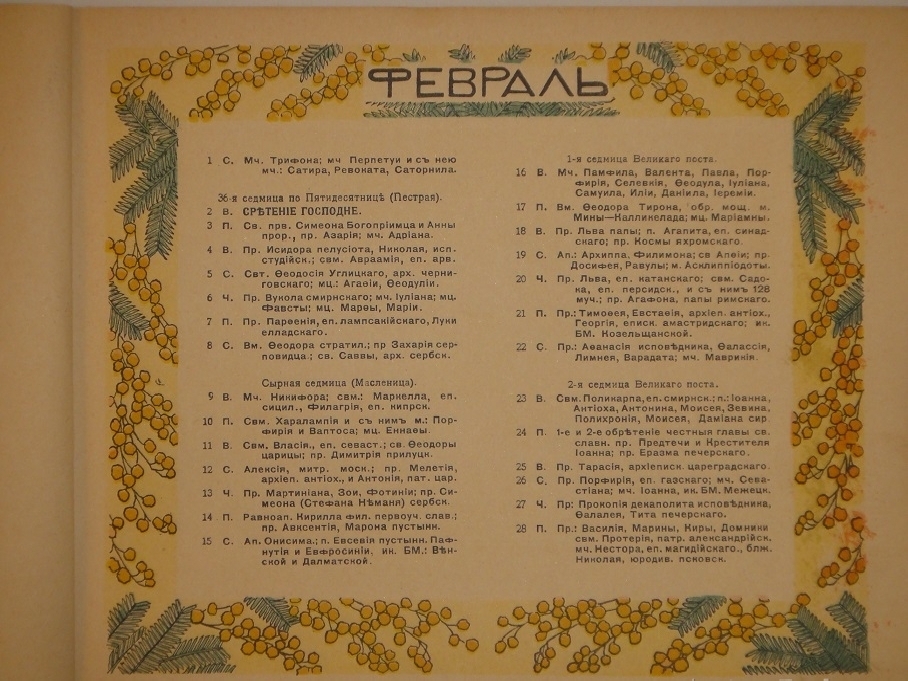 ФЕВРАЛЬ
1 С. Мч. Трифона; мч Перпетуи и съ нею
мч.: Сатира, Ревоката, Саторнила.
36-я седмица по Пятидесятницѣ (Пестрая).
2 В. СРѢТЕНІЕ ГОСПОДНЕ.
3 П. Св. прв. Симеона Богопріимца и Анны
прор., пр. Азарія; мч. Адріана.
4 В. Пр. Исидора пелусіота, Николая, исп.
студійск.; свм. Авраамія, еп. арв.
5 С. Свт. Ѳеодосія Углицкаго, арх. черни-
говскаго; мц.: Агаѳіи, Ѳеодуліи.
6 Ч. Пр. Вукола смирнскаго; мч. Іуліана; мц.
Фавсты; мц. Марѳы, Маріи.
7 П. Пр. Парѳенія, еп. лампсакійскаго, Луки
елладскаго.
8 С. Вм. Ѳеодора стратил.; пр Захарія сер-
повидца; св. Саввы, арх. сербск.
Сырная седмица (Масленица).
9 В. Мч. Никифора; свм.: Маркелла, еп.
сицил., Филагрія, еп. кипрск.
10 П. Свм. Харалампія и съ нимъ м.: Пор-
фирія и Ваптоса; мц. Еннаѳы.
11 В. Свм. Власія., еп. севаст.; св. Ѳеодоры
царицы; пр. Димитрія прилуцк.
12 С. Алексія, митр. моск.; пр. Мелетія,
архіеп. антіох., и Антонія, пат. цар.
13 Ч. Пр. Мартиніана, Зои, Фотиніи; пр. Си-
меона (Стефана Нѣманн) сербск.
14 П. Равноап. Кирилла фил. первоуч. слав.;
пр. Авксентія, Марона пустынн.
15 С. Ап. Онисима.; п. Евсевія пустынн. Паф-
нутія и Евфросиніи, ик. БМ.: Вѣн-
ской и Далматской.
1-я седмица Великаго поста.
16 В. Мч. Памфила, Валента, Павла, Пор-
фирія, Селевкія, Ѳеодула, Іуліана,
Самуила, Иліи, Даніила, Іереміи.
17 П. Вм. Ѳеодора Тирона, обр. мощ. м.
Мины—Калликелада; мц. Маріамны.
18 В. Пр. Льва папы; п. Агапита, еп. синад-
скаго; пр. Космы яхромскаго.
19 С. Ап.: Архиппа, Филимона; св Апѳіи; пр.
Досиѳея, Равулы; м. Асклиппіодоты.
20 Ч. Пр. Льва, еп. катанскаго; свм. Садо-
ка, еп. персидск., и съ нимъ 128
муч.; пр. Агаѳона, папы римскаго.
21 П. Пр.: Тимоѳея, Евстаѳія, архіеп. антіох.,
Георгія, еписк. амастридскаго; ик.
БМ. Козельщанской.
22 С. Пр.: Аѳанасія исповѣдника, Ѳалассія,
Лимнея, Варадата; мч. Маврикія.
2-я седмица Великаго поста.
23 В. Свм. Поликарпа, еп. смирнск.: п.: Іоанна,
Антіоха, Антонина, Моисея, Зевина,
Полихронія, Моисея, Даміана сир.
24 П. 1-е и 2-е обрѣтеніе честныя главы св.
славн. пр. Предтечи и Крестителя
Іоанна; пр. Еразма печерскаго.
25 В. Пр. Тарасія, архіеписк. цареградскаго.
26 С. Пр. Порфирія, еп. газскаго; мч. Сева-
стіана; мч. Іоанна, ик. БМ. Межецк.
27 Ч. Пр: Прокопія декаполита исповѣдника,
Ѳалалея, Тита печерскаго.
28 П. Пр.: Василія, Марины, Киры, Домники
свм. Протерія, патр. александрійск.
мч. Нестора, еп. магидійскаго., блж.
Николая, юродив. псковск.